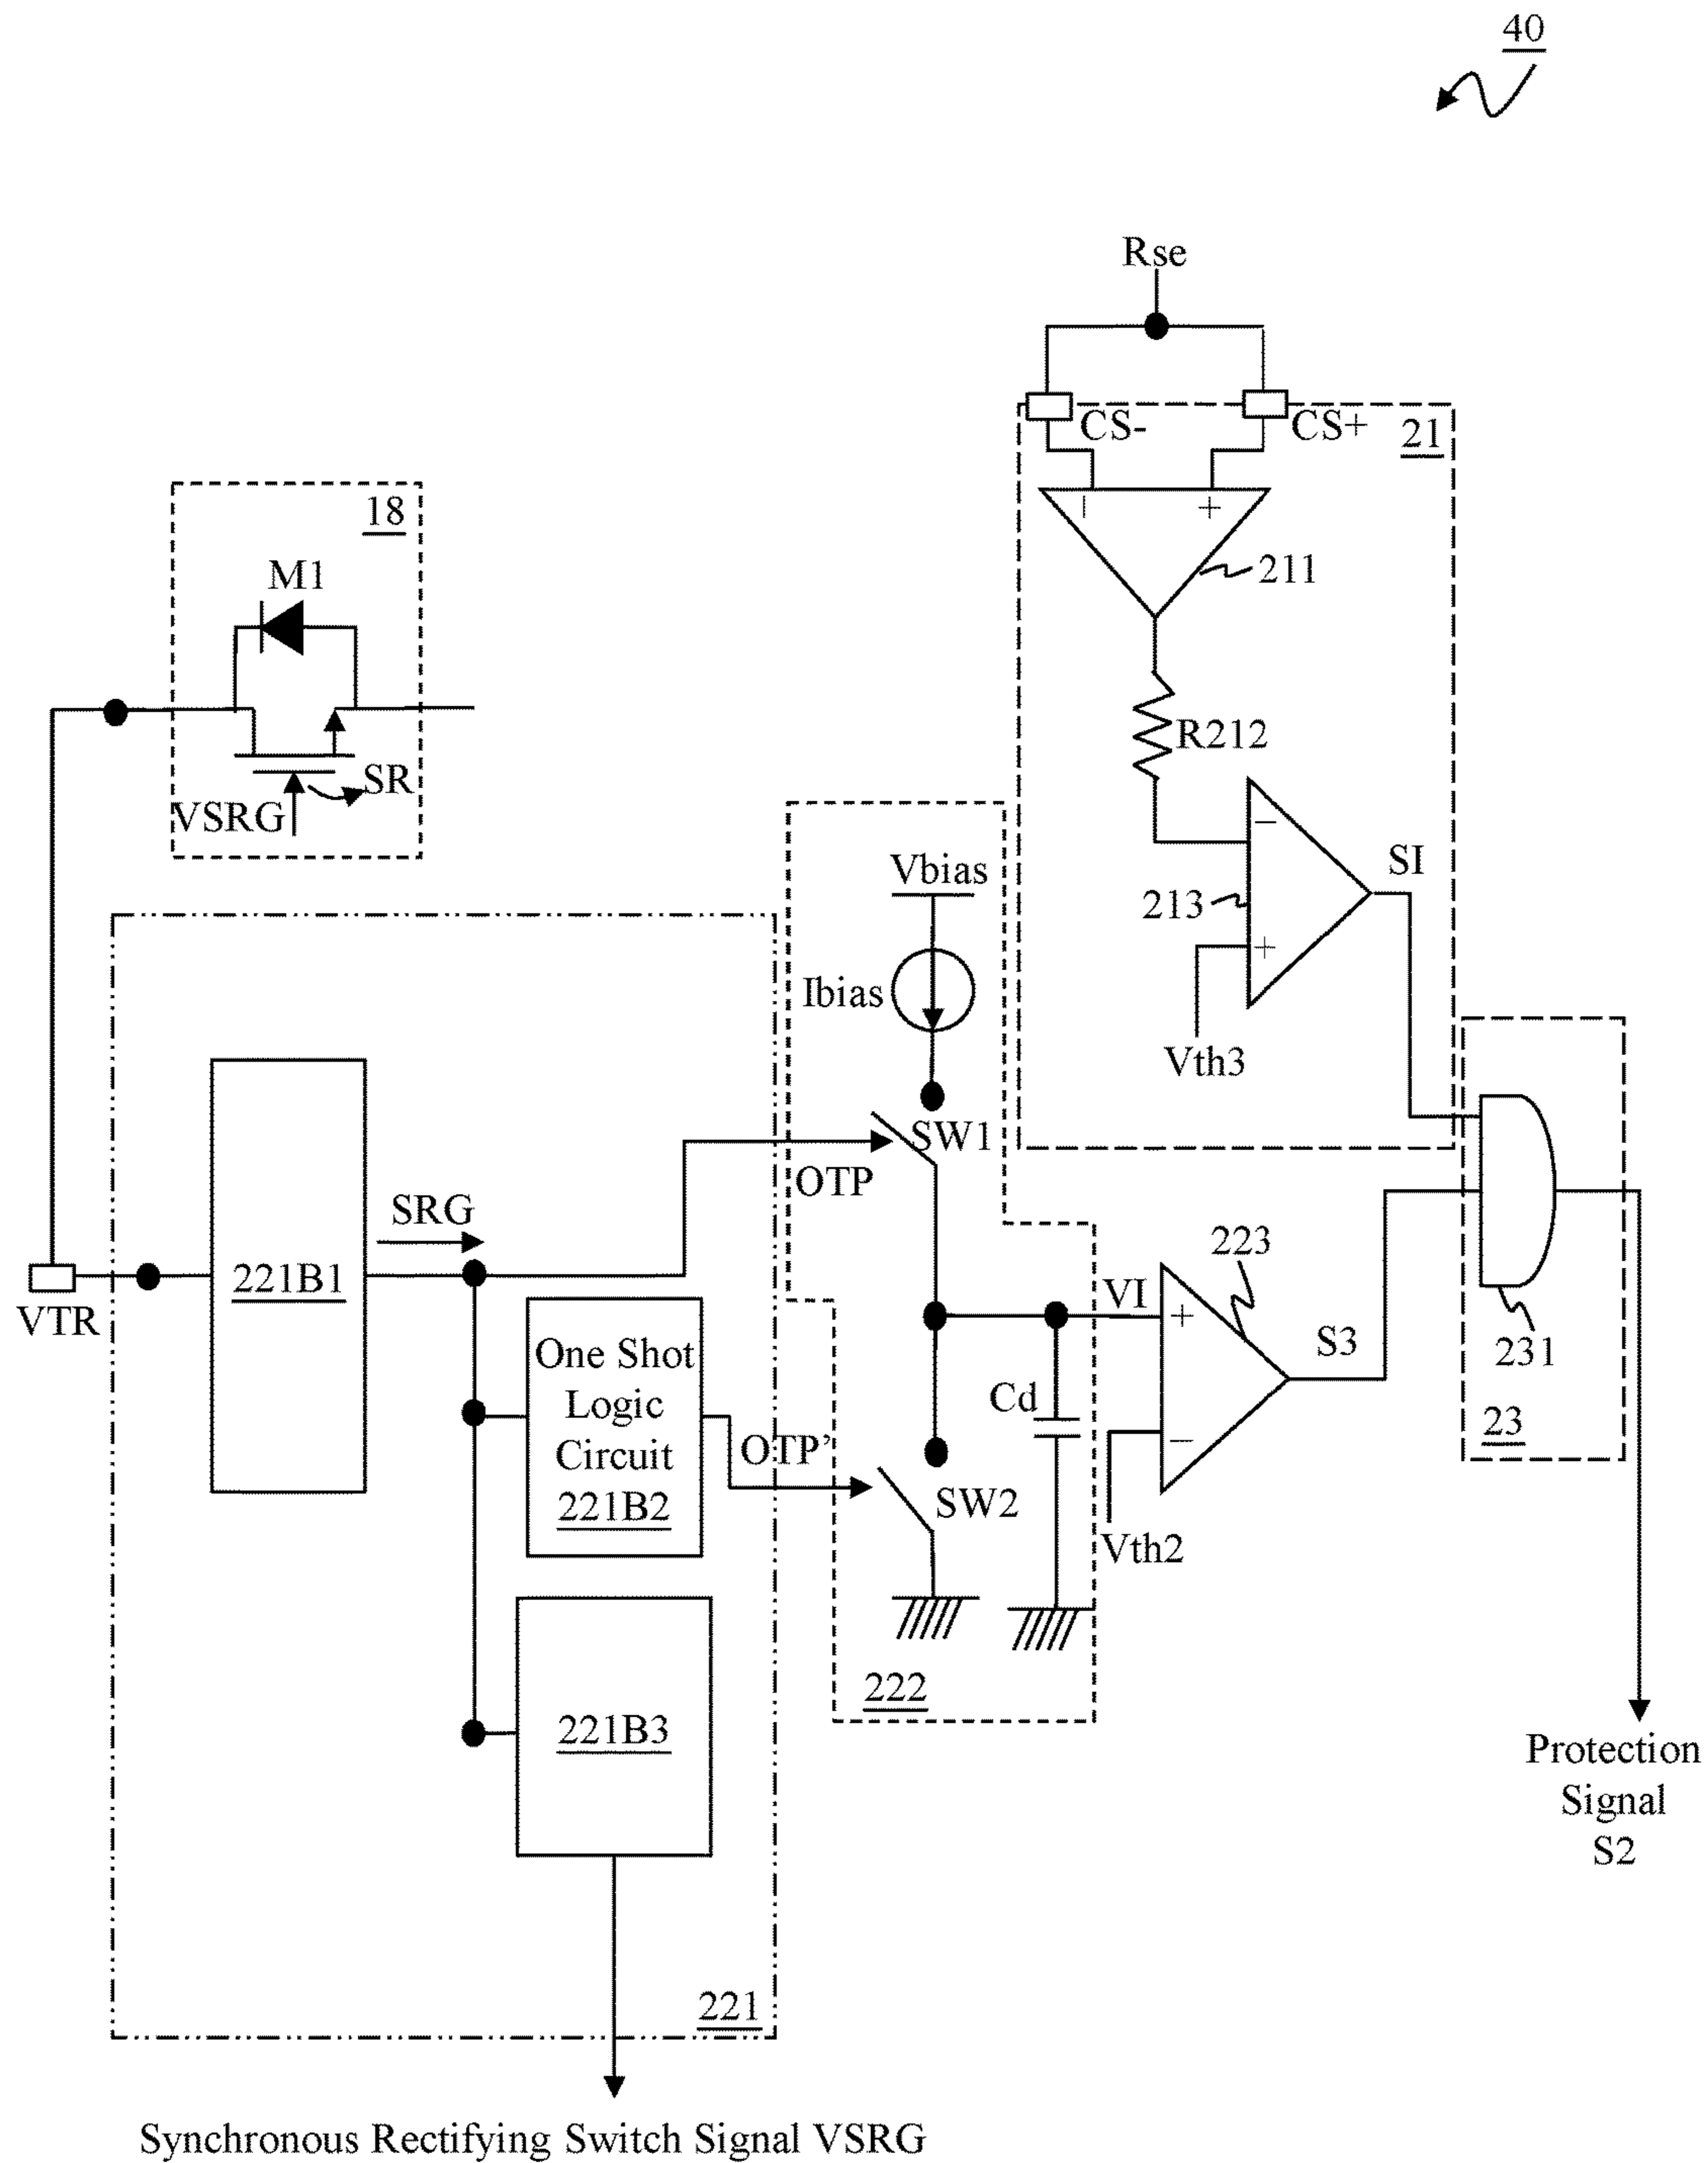 40
Rse
CS-
CS+
21
18
M1
211
R212
SR
VSRG
−
+
Vbias
SI
−
213
+
Ibias
Vth3
SW1
OTP
SRG
223
221B1
VTR
VI
+
S3
231
One Shot
Logic
Circuit
221B2
Cd
23
OTP’
−
SW2
Vth2
222
221B3
Protection
Signal
S2
221
Synchronous Rectifying Switch Signal VSRG